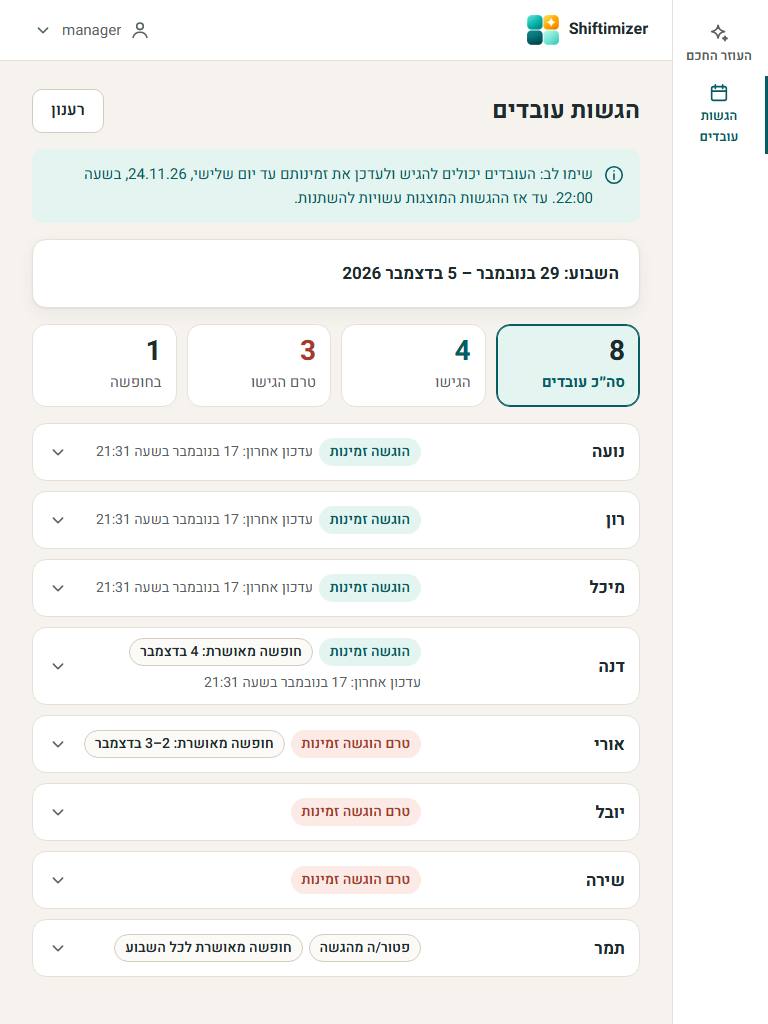 Shiftimizer
manager
העוזר החכם
הגשות
עובדים
הגשות עובדים
רענון
שימו לב: העובדים יכולים להגיש ולעדכן את זמינותם עד יום שלישי, 24.11.26, בשעה
22:00. עד אז ההגשות המוצגות עשויות להשתנות.
השבוע: 29 בנובמבר – 5 בדצמבר 2026
8
סה״כ עובדים
4
הגישו
3
טרם הגישו
1
בחופשה
נועה הוגשה זמינות עדכון אחרון: 17 בנובמבר בשעה 21:31
רון הוגשה זמינות עדכון אחרון: 17 בנובמבר בשעה 21:31
מיכל הוגשה זמינות עדכון אחרון: 17 בנובמבר בשעה 21:31
דנה הוגשה זמינות חופשה מאושרת: 4 בדצמבר
עדכון אחרון: 17 בנובמבר בשעה 21:31
אורי טרם הוגשה זמינות חופשה מאושרת: 2–3 בדצמבר
יובל טרם הוגשה זמינות
שירה טרם הוגשה זמינות
תמר פטור/ה מהגשה חופשה מאושרת לכל השבוע